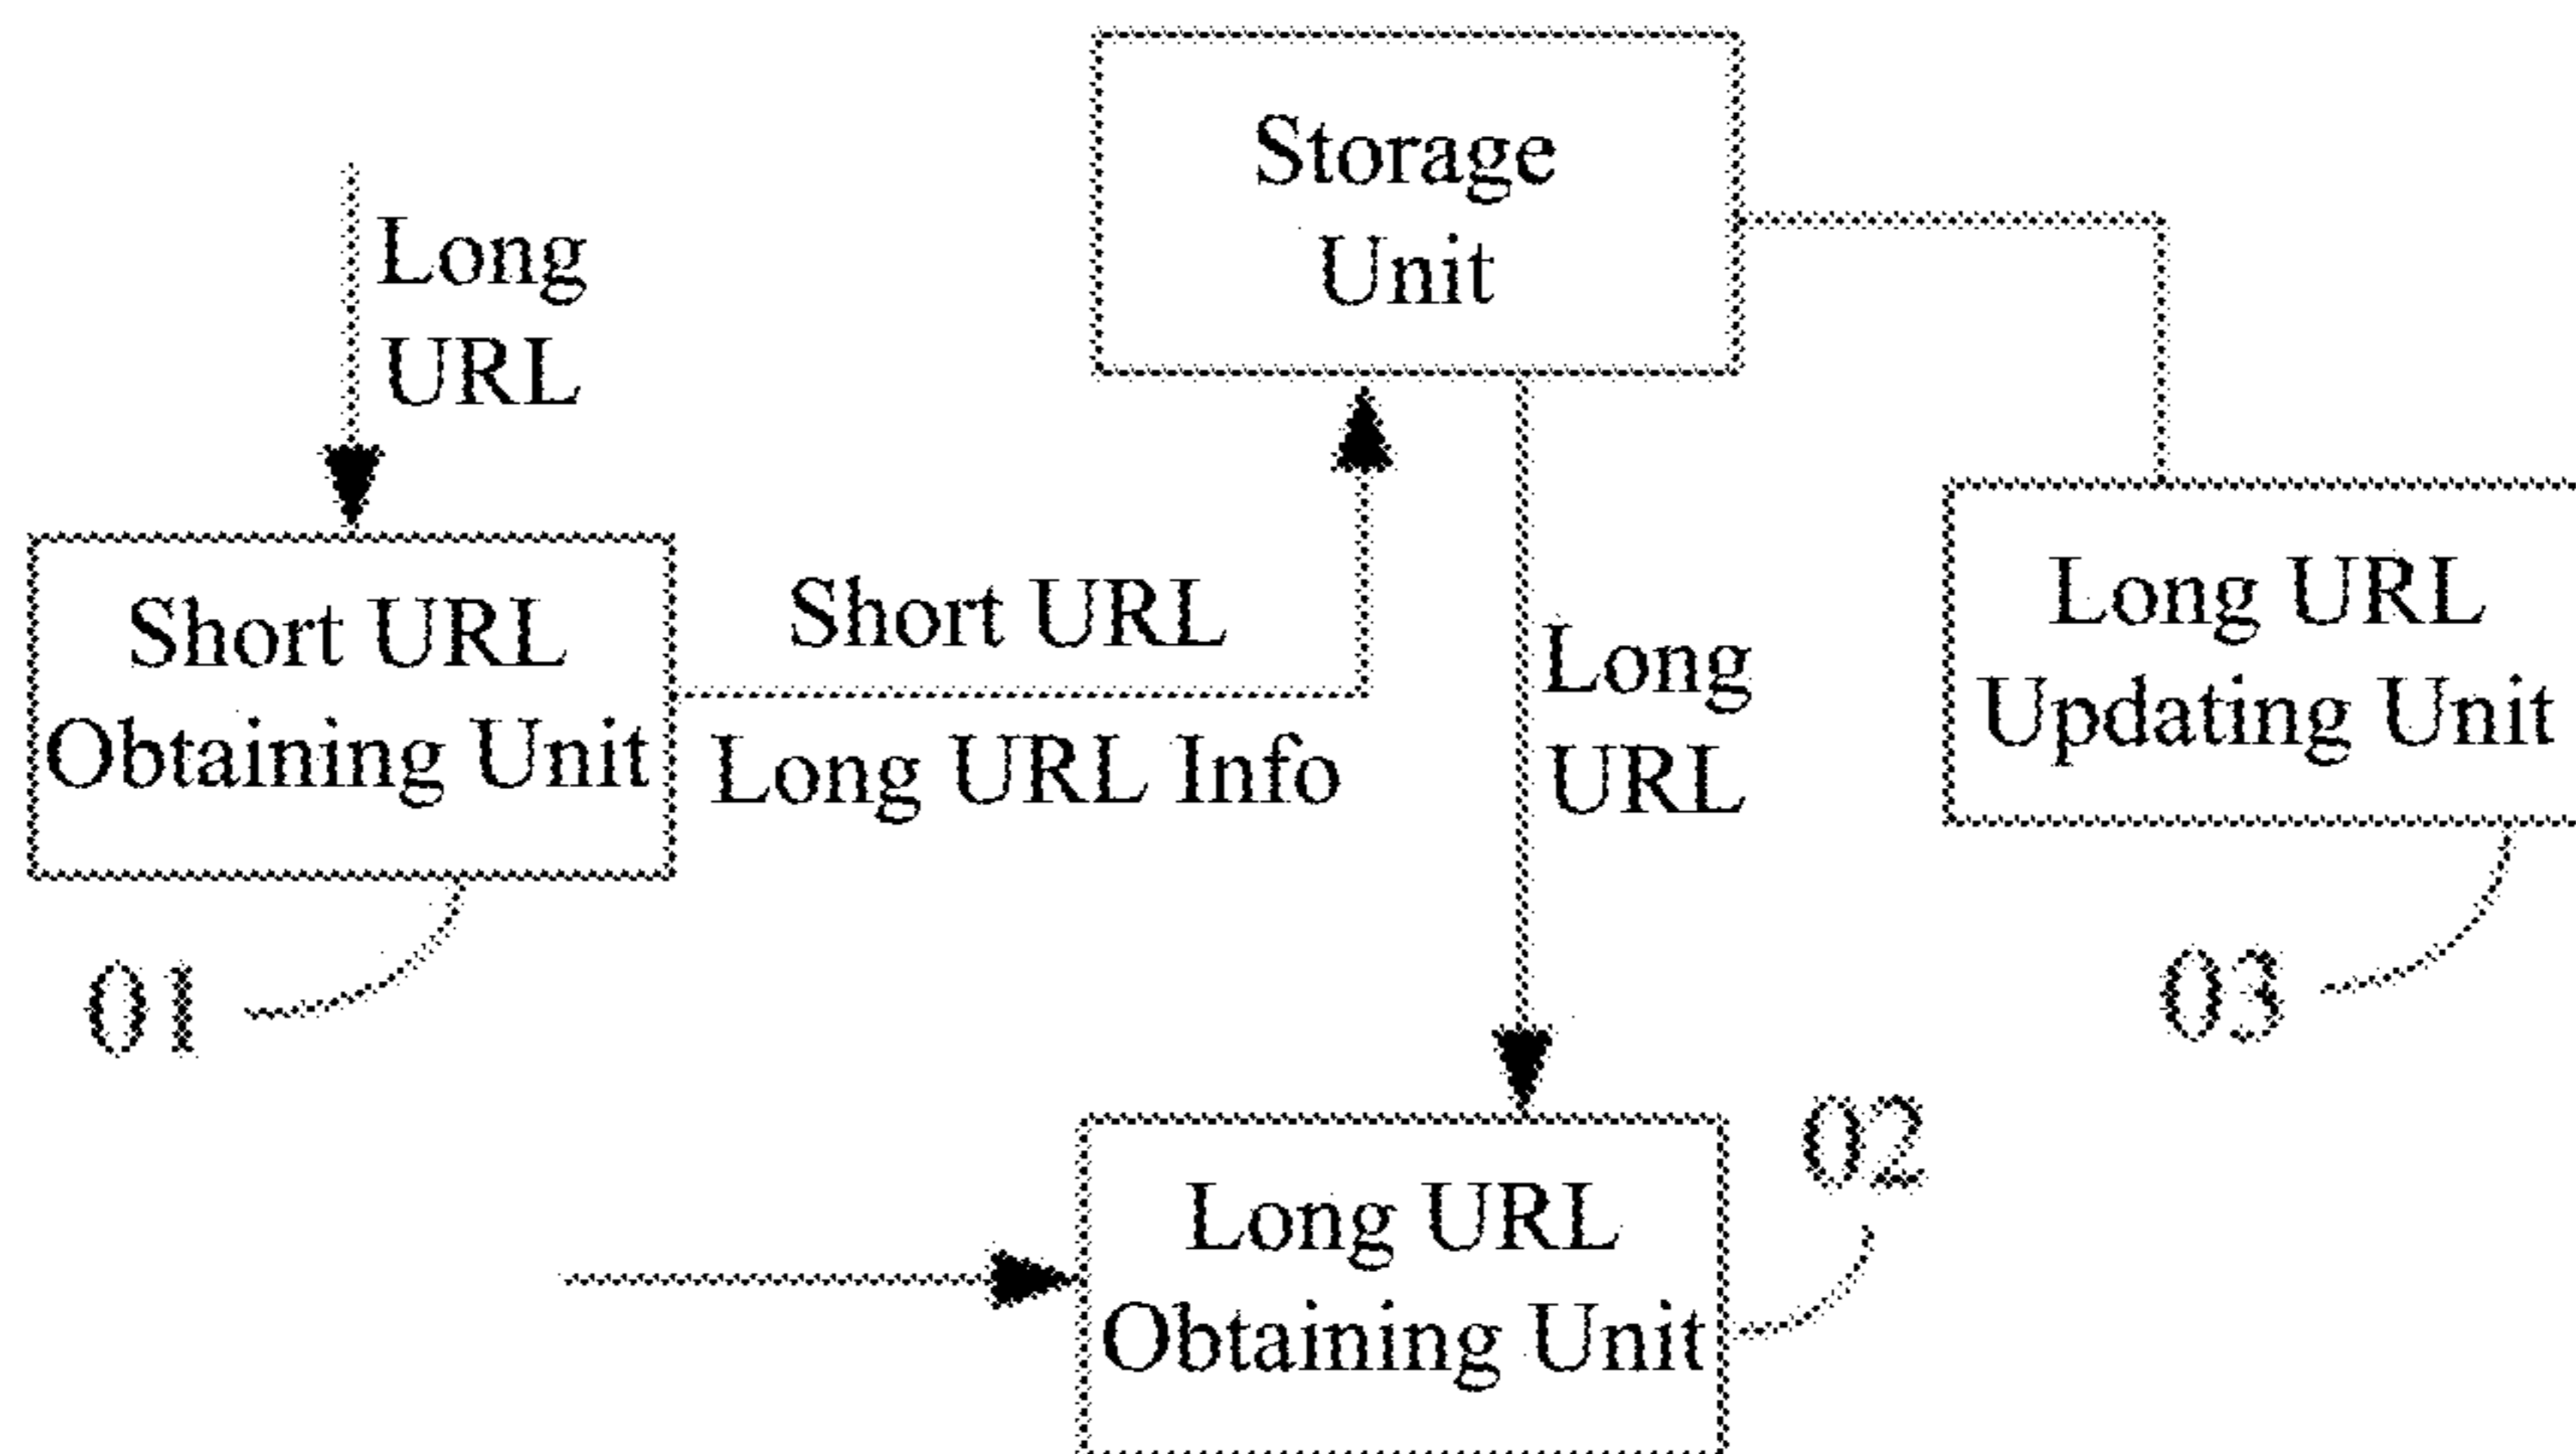 Storage
Unit
Long
URL
Short URL
Obtaining Unit
Short URL
Long URL Info
Long
URL
Long URL
Updating Unit
01
03
02
Long URL
Obtaining Unit